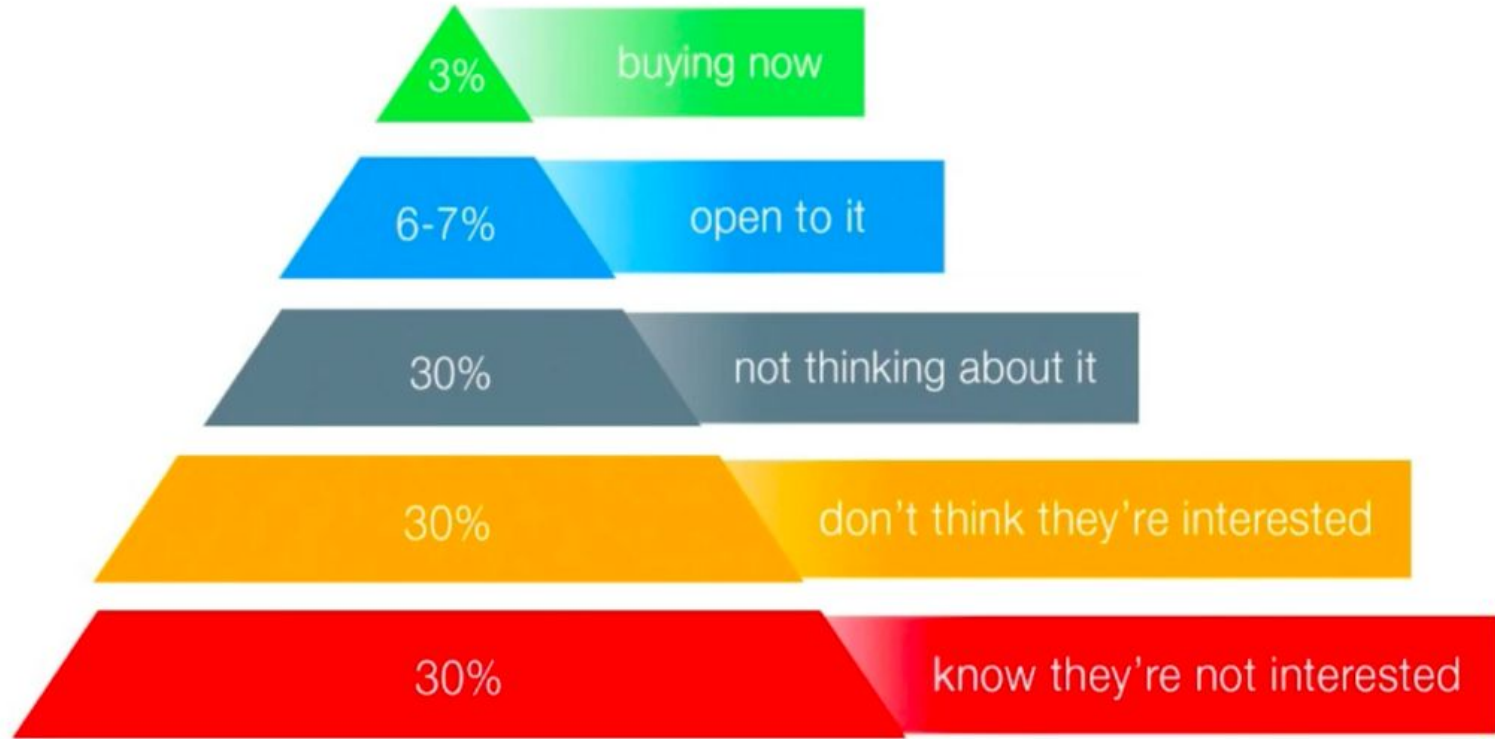 3% buying now
6-7% open to it
30% not thinking about it
30% don't think they're interested
30% know they're not interested